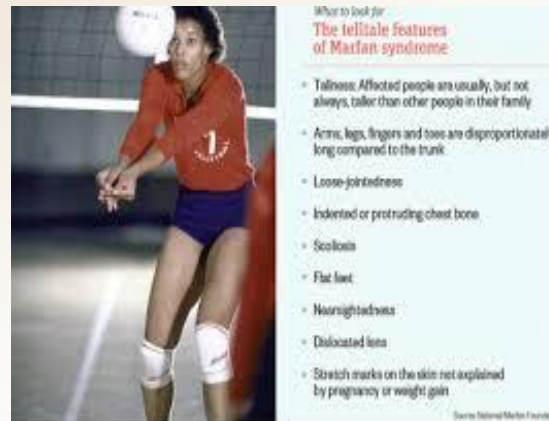 What to look for
The telltale features
of Marfan syndrome
• Tallness: Affected people are usually, but not
always, taller than other people in their family
• Arms, legs, fingers and toes are disproportionatel
long compared to the trunk
• Loose-jointedness
• Indented or protruding chest bone
• Scoliosis
• Flat feet
• Nearsightedness
• Dislocated lens
• Stretch marks on the skin not explained
by pregnancy or weight gain
Source: National Marfan Founda
1